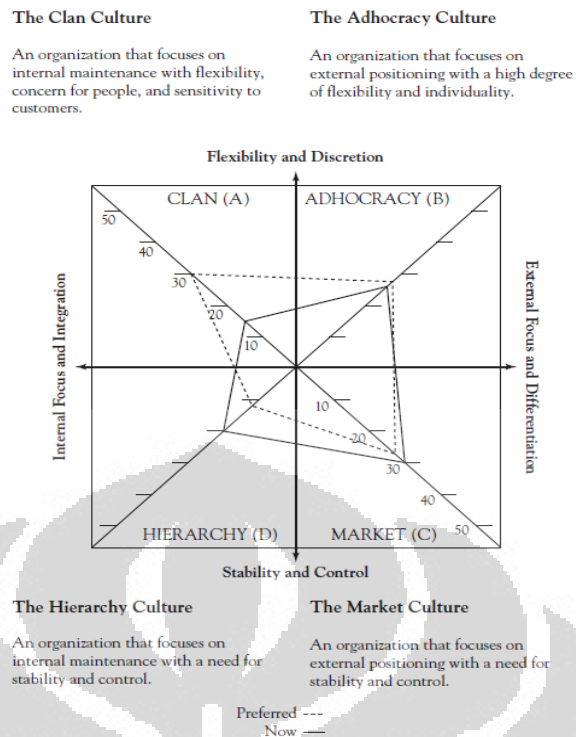 The Clan Culture
An organization that focuses on
internal maintenance with flexibility,
concern for people, and sensitivity to
customers.
The Adhocracy Culture
An organization that focuses on
external positioning with a high degree
of flexibility and individuality.
Flexibility and Discretion
CLAN (A)
ADHOCRACY (B)
50
40
30
20
10
Internal Focus and Integration
External Focus and Differentiation
10
20
30
40
50
HIERARCHY (D)
MARKET (C)
Stability and Control
The Hierarchy Culture
An organization that focuses on
internal maintenance with a need for
stability and control.
The Market Culture
An organization that focuses on
external positioning with a need for
stability and control.
Preferred ---
Now —